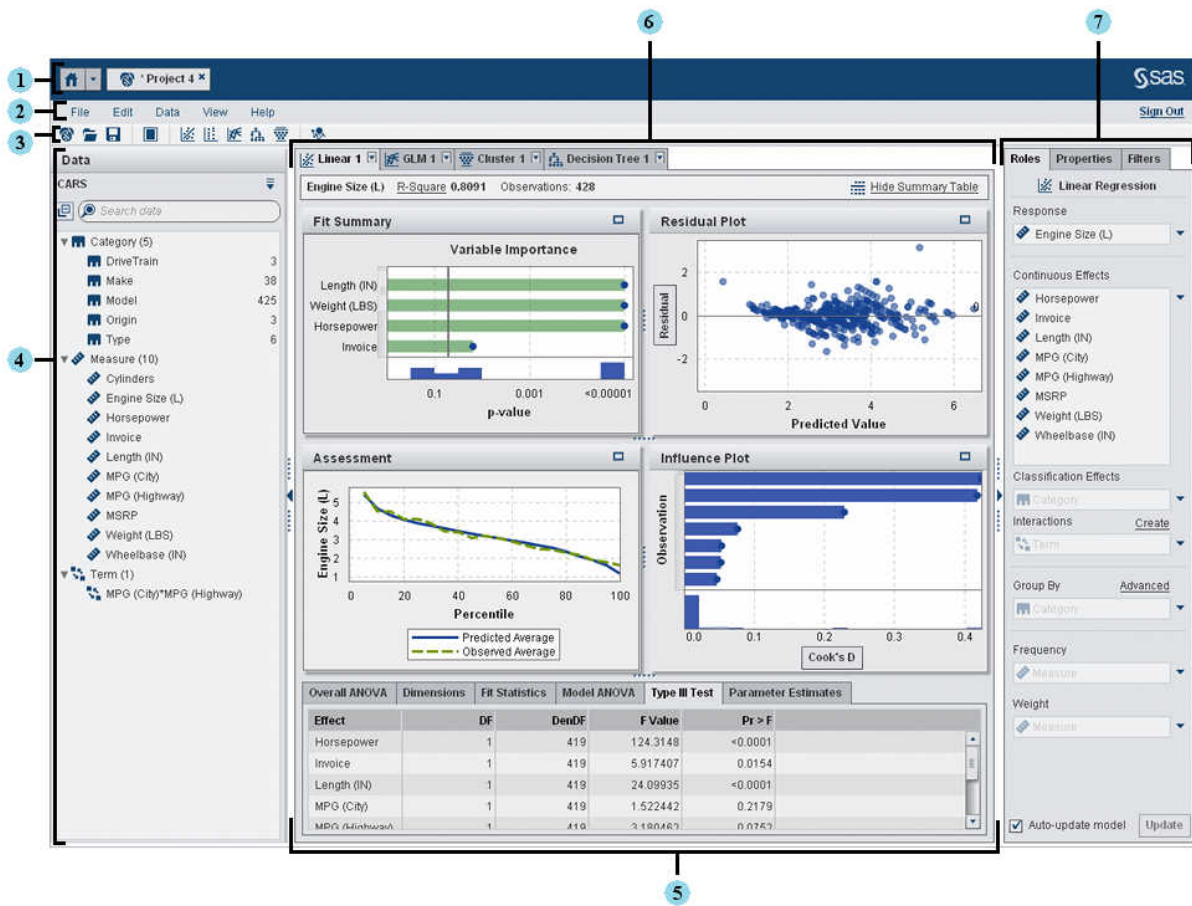 6
7
1
* Project 4 ×
sas
2
File Edit Data View Help
Sign Out
3
Data
CARS
Search data
Category (5)
DriveTrain 3
Make 38
Model 425
Origin 3
Type 6
4
Measure (10)
Cylinders
Engine Size (L)
Horsepower
Invoice
Length (IN)
MPG (City)
MPG (Highway)
MSRP
Weight (LBS)
Wheelbase (IN)
Term (1)
MPG (City)*MPG (Highway)
Linear 1 GLM 1 Cluster 1 Decision Tree 1
Engine Size (L) R-Square 0.8091 Observations: 428 Hide Summary Table
Fit Summary
Variable Importance
Length (IN)
Weight (LBS)
Horsepower
Invoice
0.1 0.001 <0.00001
p-value
Residual Plot
Residual
2
0
-2
0
0 2 4 6
Predicted Value
Assessment
Engine Size (L)
5
4
3
2
1
0 20 40 60 80 100
Percentile
Predicted Average
Observed Average
Influence Plot
Observation
0.0 0.1 0.2 0.3 0.4
Cook's D
Overall ANOVA Dimensions Fit Statistics Model ANOVA Type III Test Parameter Estimates
Effect DF DenDF F Value Pr > F
Horsepower 1 419 124.3148 <0.0001
Invoice 1 419 5.917407 0.0154
Length (IN) 1 419 24.09935 <0.0001
MPG (City) 1 419 1.522442 0.2179
MPG (Highway) 1 419 3.180462 0.0752
Roles Properties Filters
Linear Regression
Response
Engine Size (L)
Continuous Effects
Horsepower
Invoice
Length (IN)
MPG (City)
MPG (Highway)
MSRP
Weight (LBS)
Wheelbase (IN)
Classification Effects
Category
Interactions Create
Term
Group By Advanced
Category
Frequency
Measure
Weight
Measure
Auto-update model Update
5